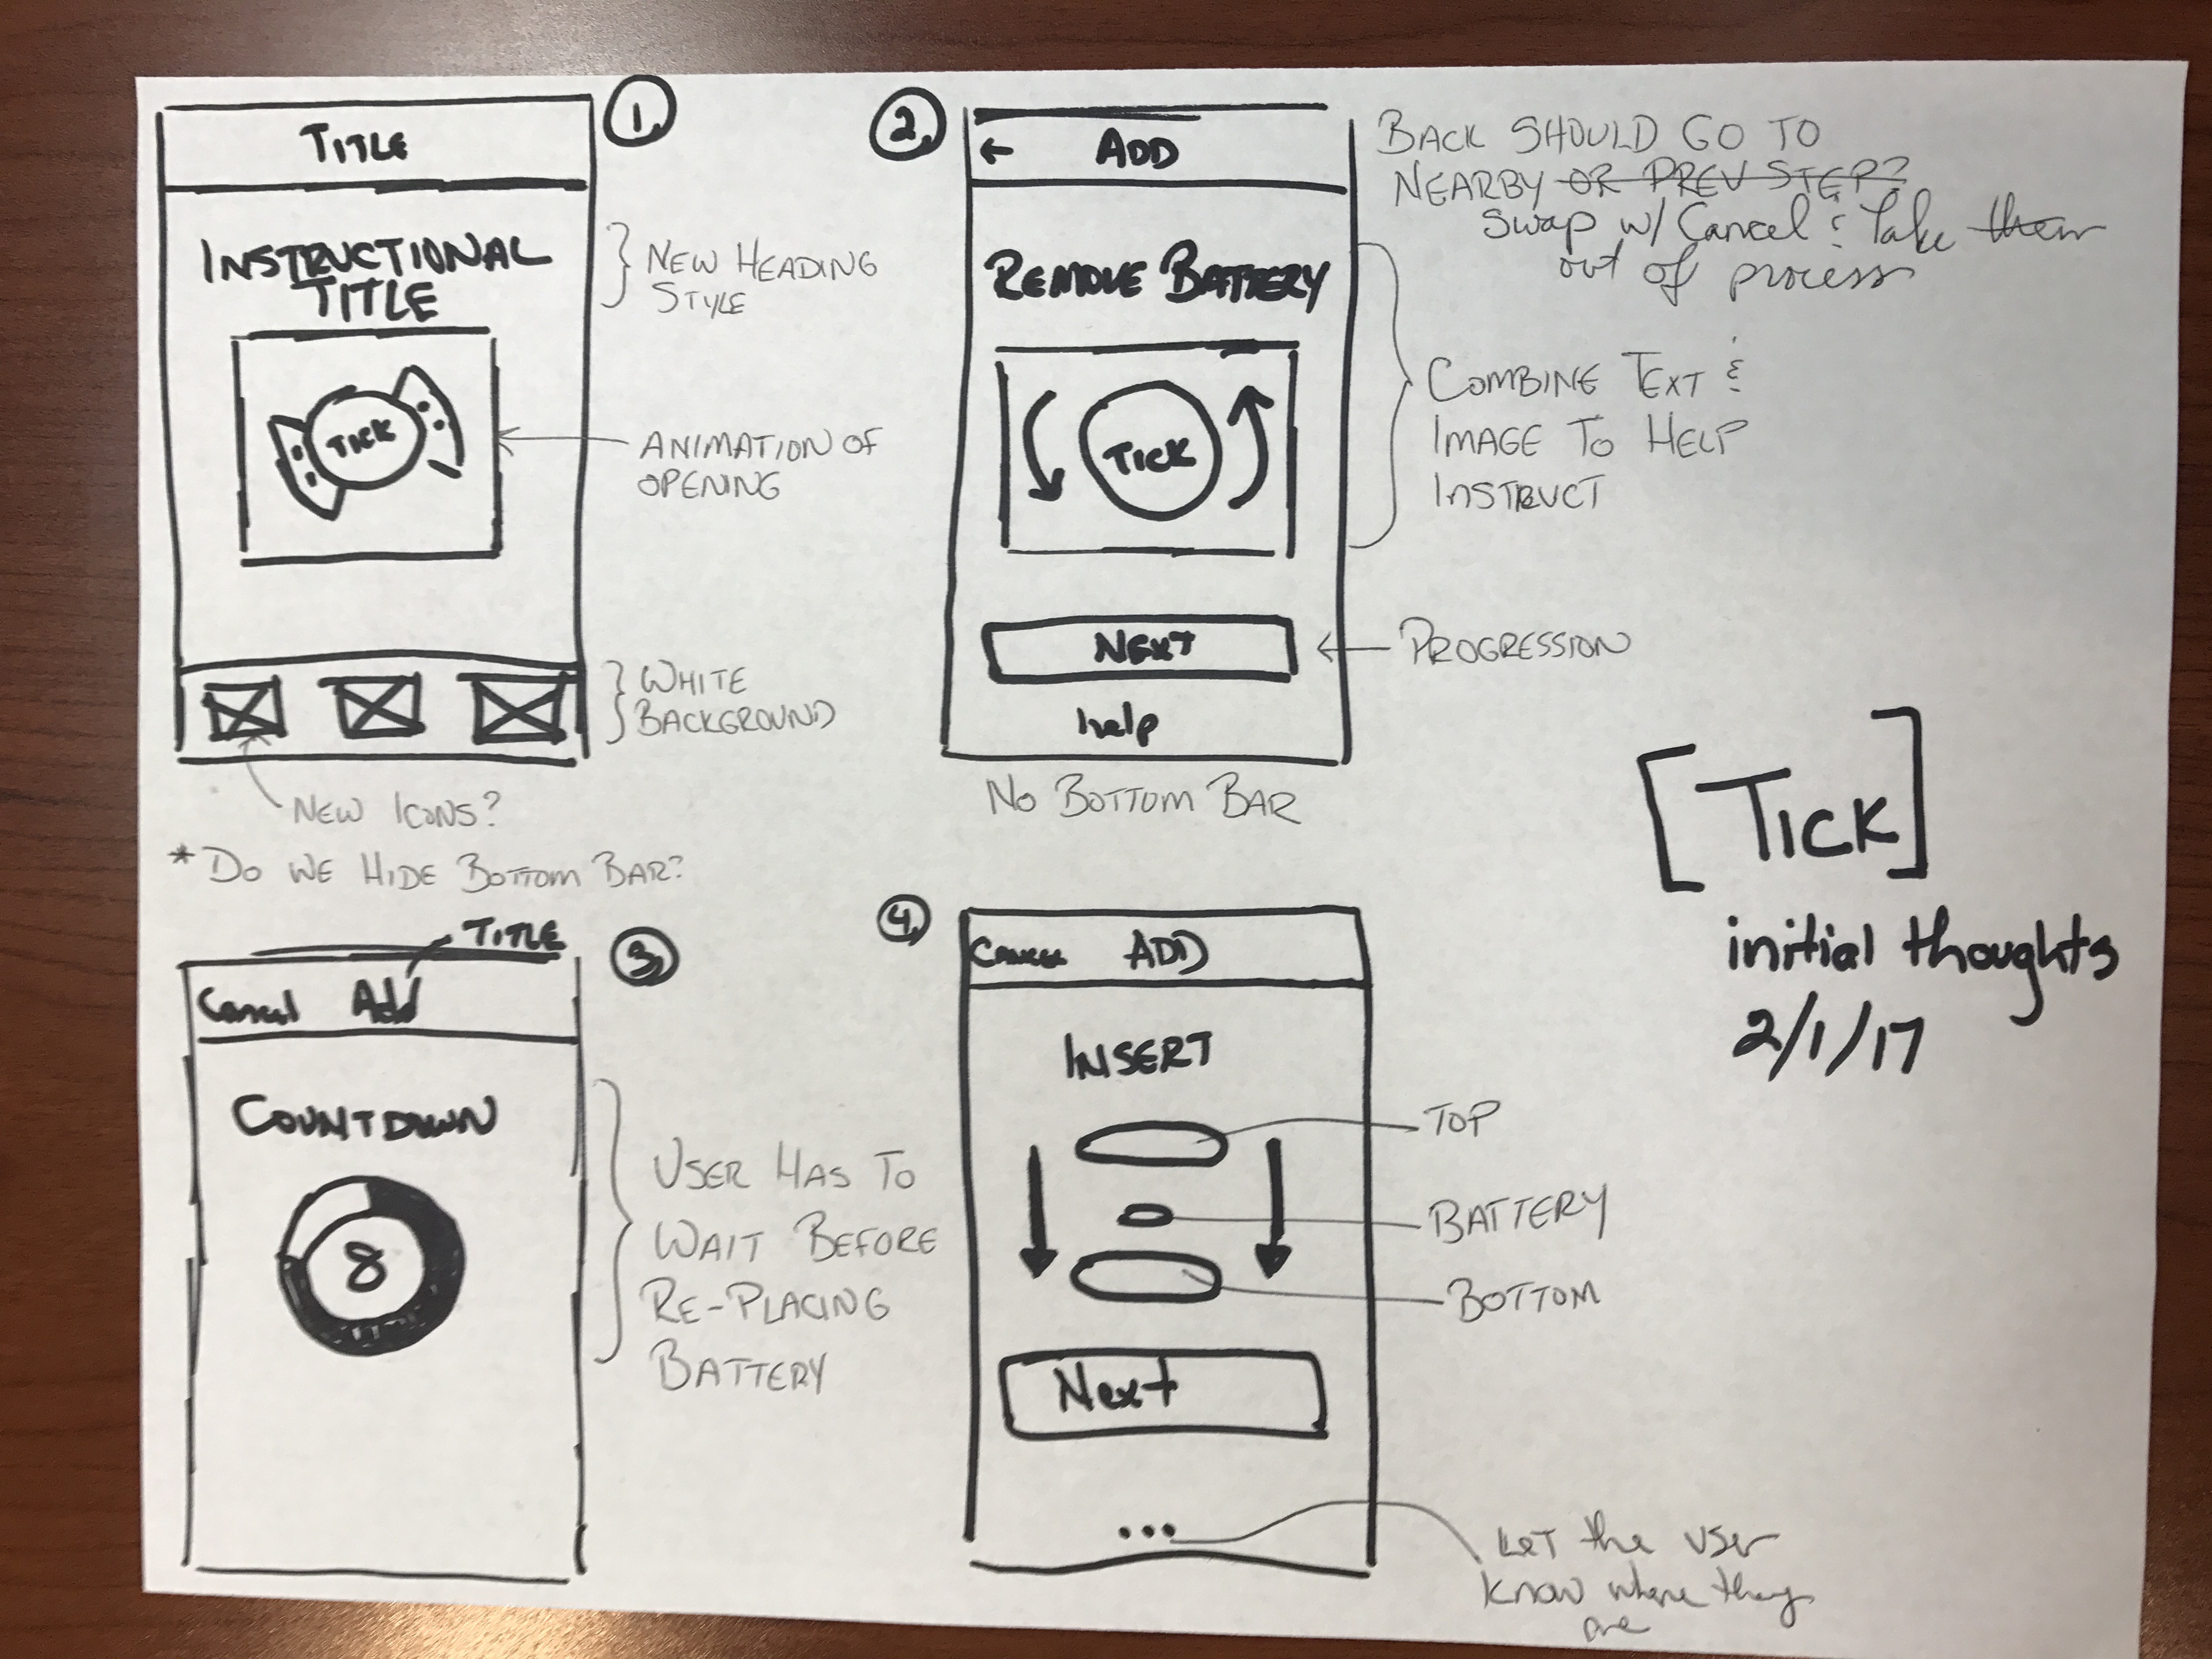 1.
TITLE
INSTRUCTIONAL
TITLE
TICK
NEW HEADING
STYLE
ANIMATION OF
OPENING
WHITE
BACKGROUND
NEW ICONS?
* DO WE HIDE BOTTOM BAR?
2.
← ADD
REMOVE BATTERY
TICK
NEXT
help
NO BOTTOM BAR
BACK SHOULD GO TO
NEARBY OR PREV STEP?
Swap w/ Cancel & Take them
out of process
COMBINE TEXT &
IMAGE TO HELP
INSTRUCT
PROGRESSION
[TICK]
initial thoughts
2/1/17
3.
TITLE
Cancel Add
COUNTDOWN
8
USER HAS TO
WAIT BEFORE
RE-PLACING
BATTERY
4.
CANCEL ADD
INSERT
TOP
BATTERY
BOTTOM
Next
...
LET the user
know where they
are